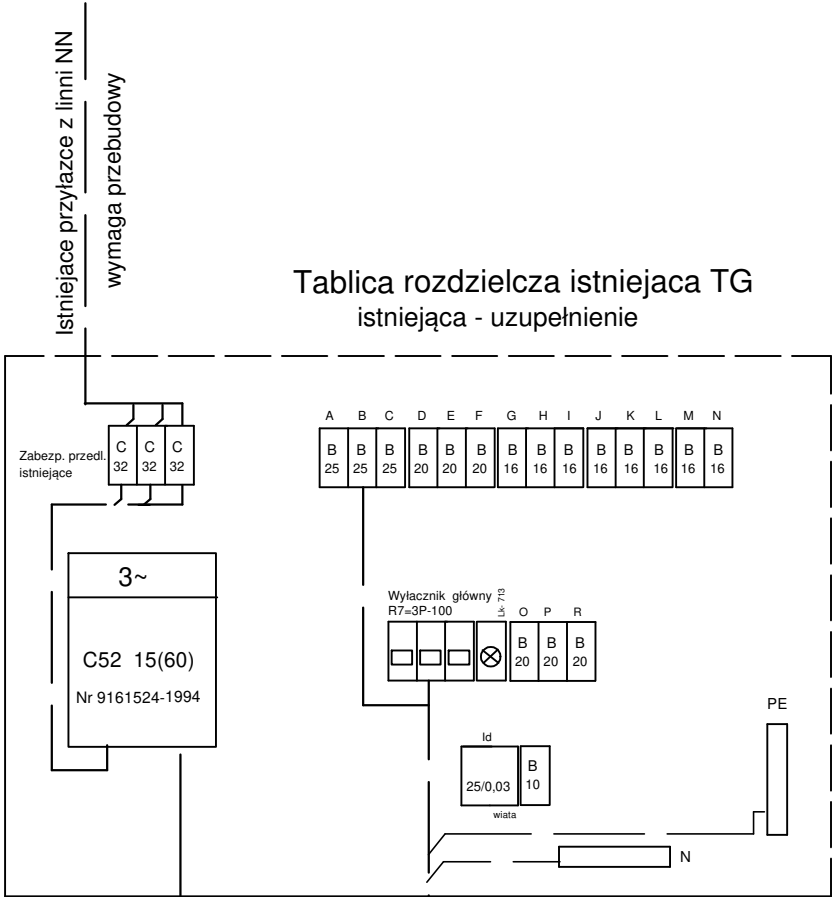 Istniejace przyłazce z linni NN
wymaga przebudowy
Tablica rozdzielcza istniejaca TG
istniejąca - uzupełnienie
A B C D E F G H I J K L M N
B B B B B B B B B B B B B B
25 25 25 20 20 20 16 16 16 16 16 16 16 16
Zabezp. przedl.
istniejące
C C C
32 32 32
3~
C52 15(60)
Nr 9161524-1994
Wyłacznik główny
R7=3P-100
Lk- 713
O P R
B B B
20 20 20
Id
25/0,03
B
10
wiata
PE
N